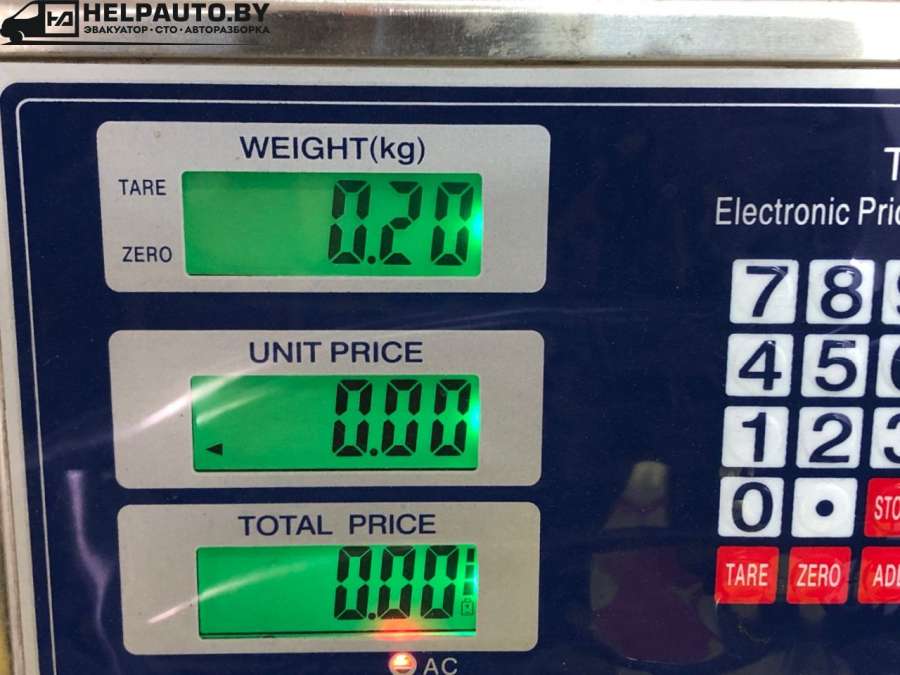 HELPAUTO.BY
ЭВАКУАТОР · СТО · АВТОРАЗБОРКА
WEIGHT(kg)
TARE
0.20
ZERO
Electronic
7 8
4 5
1 2
0 •
TARE ZERO
UNIT PRICE
0.00
TOTAL PRICE
0.00
AC